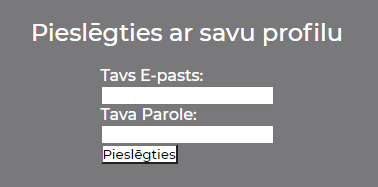 Pieslēgties ar savu profilu
Tavs E-pasts:
Tava Parole:
Pieslēgties